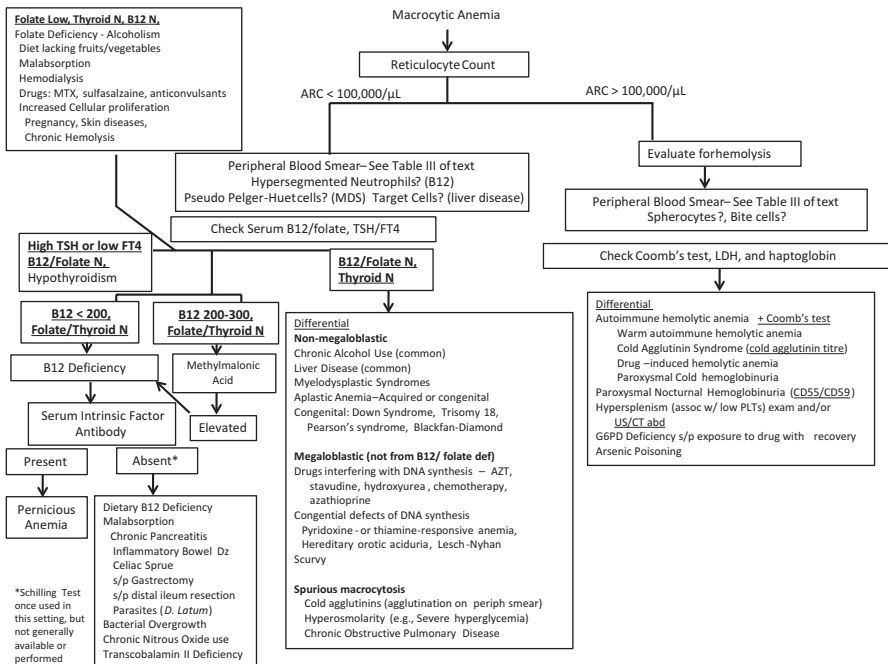 Folate Low, Thyroid N, B12 N,
Folate Deficiency - Alcoholism
Diet lacking fruits/vegetables
Malabsorption
Hemodialysis
Drugs: MTX, sulfasalzaine, anticonvulsants
Increased Cellular proliferation
Pregnancy, Skin diseases,
Chronic Hemolysis
Macrocytic Anemia
Reticulocyte Count
ARC < 100,000/µL
ARC > 100,000/µL
Peripheral Blood Smear– See Table III of text
Hypersegmented Neutrophils? (B12)
Pseudo Pelger-Huetcells? (MDS) Target Cells? (liver disease)
Evaluate forhemolysis
Peripheral Blood Smear– See Table III of text
Spherocytes?, Bite cells?
Check Serum B12/folate, TSH/FT4
Check Coomb's test, LDH, and haptoglobin
High TSH or low FT4
B12/Folate N,
Hypothyroidism
B12/Folate N,
Thyroid N
B12 < 200,
Folate/Thyroid N
B12 200-300,
Folate/Thyroid N
B12 Deficiency
Methylmalonic
Acid
Serum Intrinsic Factor
Antibody
Elevated
Present
Absent*
Pernicious
Anemia
Dietary B12 Deficiency
Malabsorption
Chronic Pancreatitis
Inflammatory Bowel Dz
Celiac Sprue
s/p Gastrectomy
s/p distal ileum resection
Parasites (D. Latum)
Bacterial Overgrowth
Chronic Nitrous Oxide use
Transcobalamin II Deficiency
*Schilling Test
once used in
this setting, but
not generally
available or
performed
Differential
Non-megaloblastic
Chronic Alcohol Use (common)
Liver Disease (common)
Myelodysplastic Syndromes
Aplastic Anemia–Acquired or congenital
Congenital: Down Syndrome, Trisomy 18,
Pearson's syndrome, Blackfan-Diamond
Megaloblastic (not from B12/ folate def)
Drugs interfering with DNA synthesis – AZT,
stavudine, hydroxyurea , chemotherapy,
azathioprine
Congential defects of DNA synthesis
Pyridoxine - or thiamine-responsive anemia,
Hereditary orotic aciduria, Lesch-Nyhan
Scurvy
Spurious macrocytosis
Cold agglutinins (agglutination on periph smear)
Hyperosmolarity (e.g., Severe hyperglycemia)
Chronic Obstructive Pulmonary Disease
Differential
Autoimmune hemolytic anemia + Coomb's test
Warm autoimmune hemolytic anemia
Cold Agglutinin Syndrome (cold agglutinin titre)
Drug –induced hemolytic anemia
Paroxysmal Cold hemoglobinuria
Paroxysmal Nocturnal Hemoglobinuria (CD55/CD59)
Hypersplenism (assoc w/ low PLTs) exam and/or
US/CT abd
G6PD Deficiency s/p exposure to drug with recovery
Arsenic Poisoning